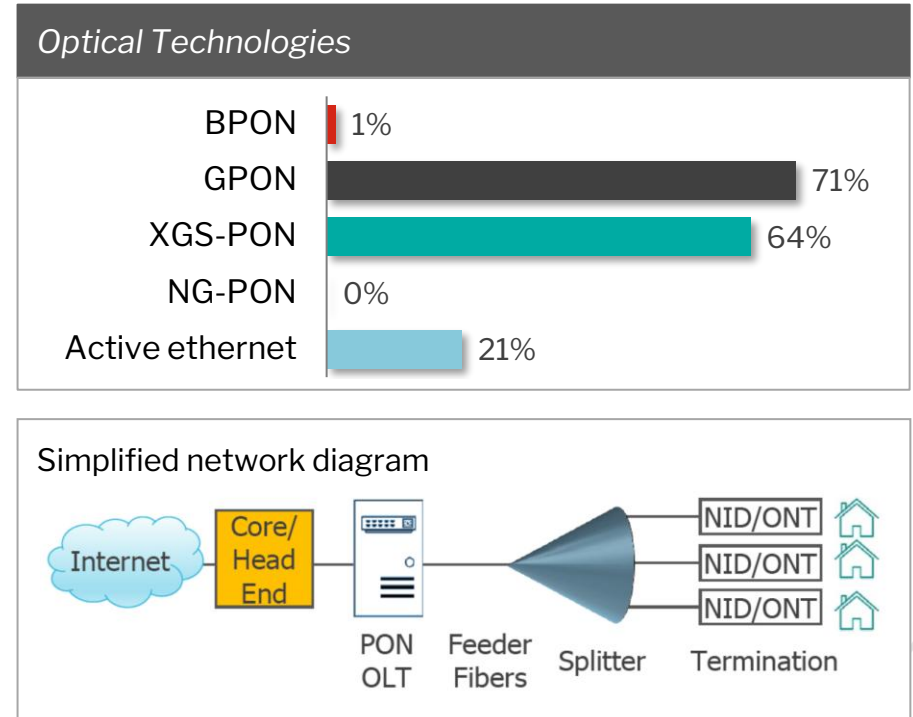 Optical Technologies
BPON 1%
GPON 71%
XGS-PON 64%
NG-PON 0%
Active ethernet 21%
Simplified network diagram
Internet
Core/
Head
End
PON
OLT
Feeder
Fibers
Splitter
NID/ONT
NID/ONT
NID/ONT
Termination